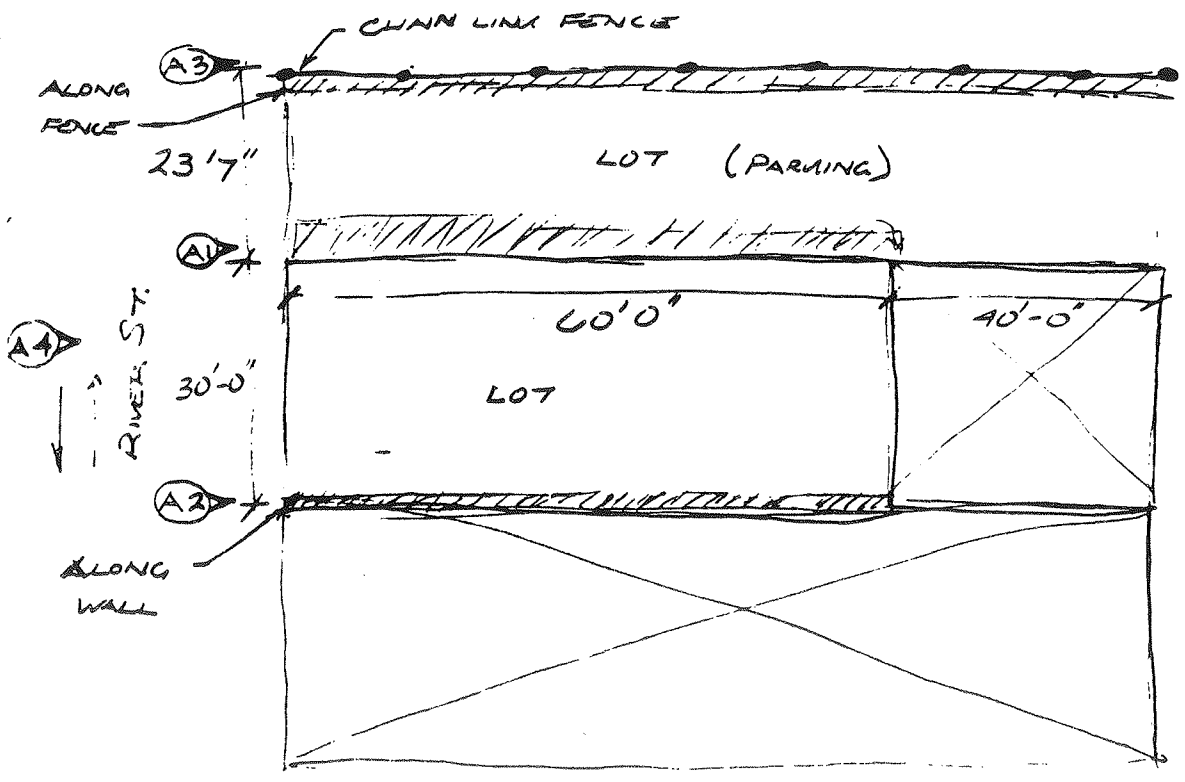 CHAIN LINK FENCE
A3
ALONG
FENCE
23'7"
LOT (PARKING)
A1
60'0"
40'-0"
A4
RIVER ST.
30'-0"
LOT
A2
ALONG
WALL